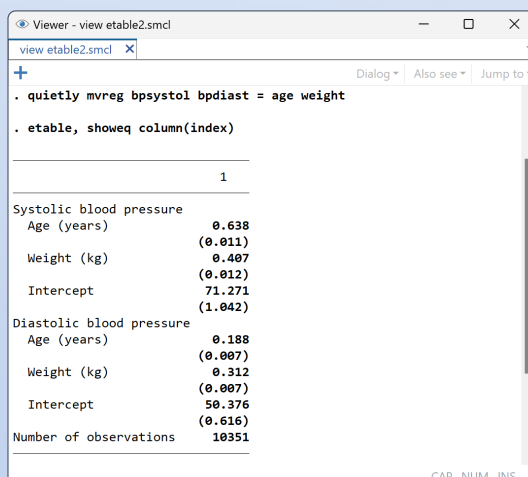 Viewer - view etable2.smcl
view etable2.smcl
Dialog Also see Jump to
. quietly mvreg bpsystol bpdiast = age weight
. etable, showeq column(index)
1
Systolic blood pressure
Age (years) 0.638
(0.011)
Weight (kg) 0.407
(0.012)
Intercept 71.271
(1.042)
Diastolic blood pressure
Age (years) 0.188
(0.007)
Weight (kg) 0.312
(0.007)
Intercept 50.376
(0.616)
Number of observations 10351
CAP NUM INS